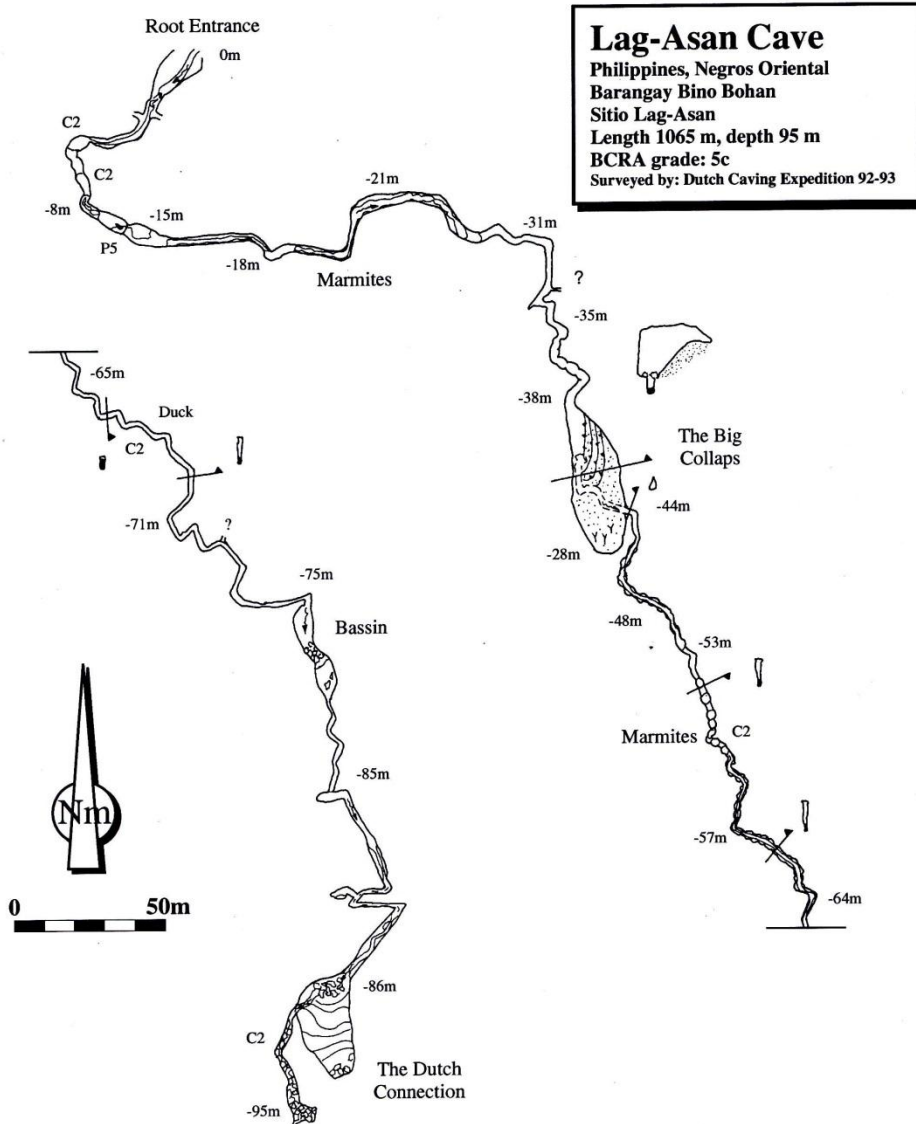 Lag-Asan Cave
Philippines, Negros Oriental
Barangay Bino Bohan
Sitio Lag-Asan
Length 1065 m, depth 95 m
BCRA grade: 5c
Surveyed by: Dutch Caving Expedition 92-93
Root Entrance
0m
C2
C2
-8m
-15m
P5
-18m
Marmites
-21m
-31m
?
-35m
-38m
The Big
Collaps
-44m
-28m
-48m
-53m
Marmites
C2
-57m
-64m
-65m
Duck
C2
-71m
?
-75m
Bassin
-85m
-86m
C2
The Dutch
Connection
-95m
Nm
0
50m